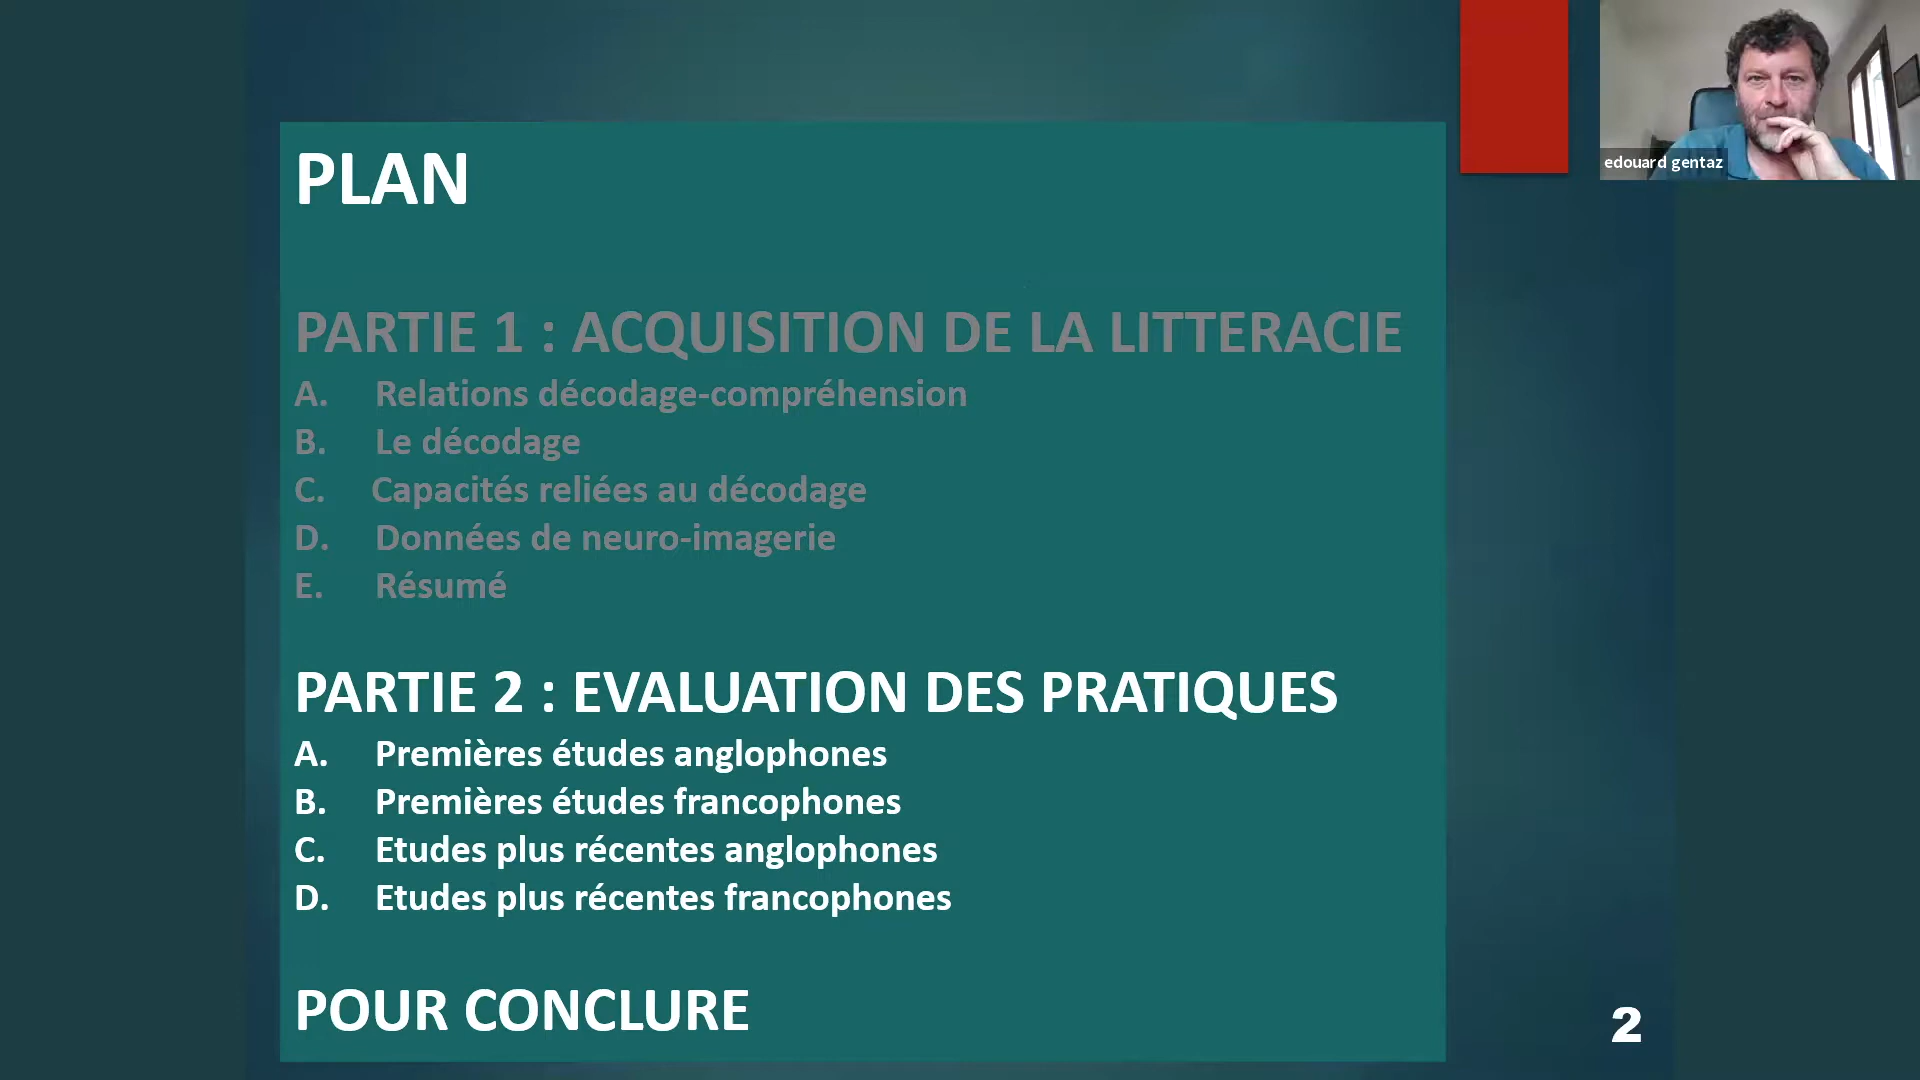 PLAN
PARTIE 1 : ACQUISITION DE LA LITTERACIE
A. Relations décodage-compréhension
B. Le décodage
C. Capacités reliées au décodage
D. Données de neuro-imagerie
E. Résumé
PARTIE 2 : EVALUATION DES PRATIQUES
A. Premières études anglophones
B. Premières études francophones
C. Etudes plus récentes anglophones
D. Etudes plus récentes francophones
POUR CONCLURE
2
edouard gentaz